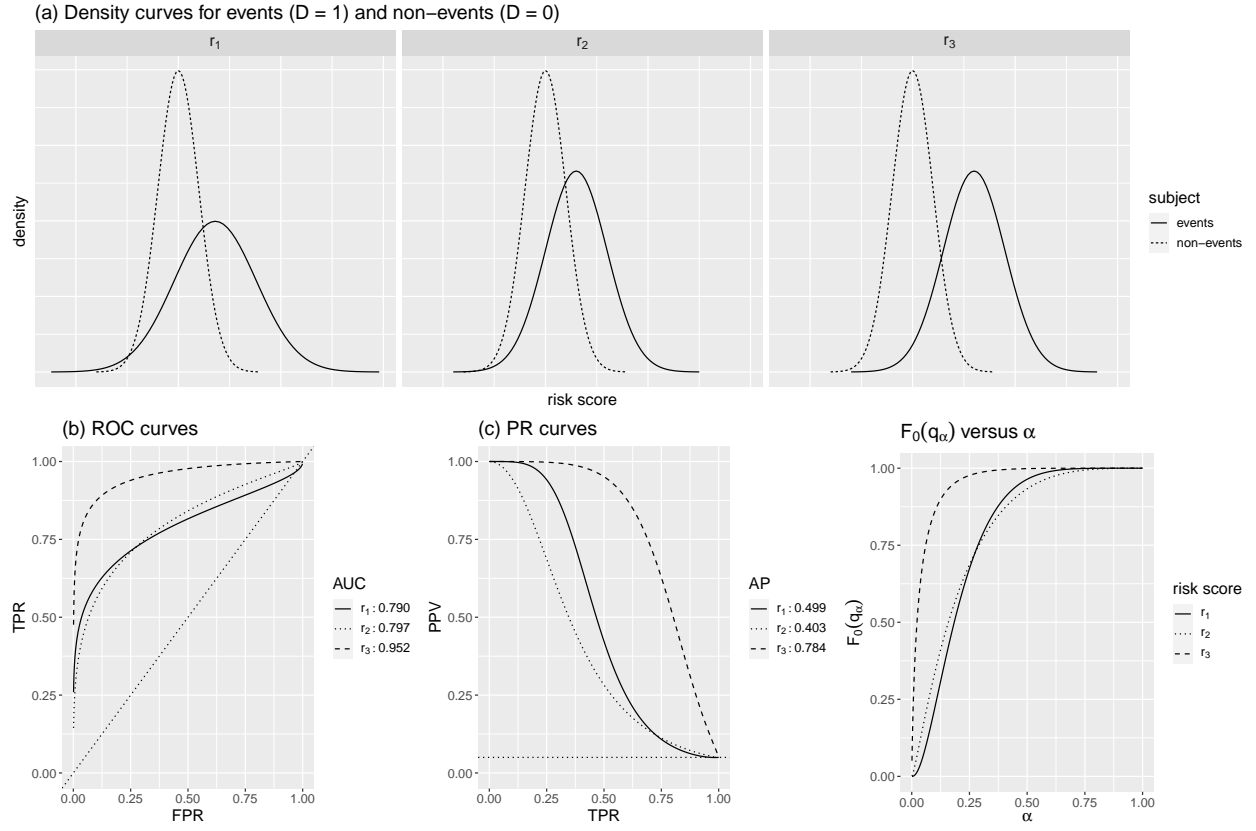 (a) Density curves for events (D = 1) and non−events (D = 0)
r₁ r₂ r₃
density
risk score
subject
events
non−events
(b) ROC curves
TPR
1.00
0.75
0.50
0.25
0.00
0.00 0.25 0.50 0.75 1.00
FPR
AUC
r₁ : 0.790
r₂ : 0.797
r₃ : 0.952
(c) PR curves
PPV
1.00
0.75
0.50
0.25
0.00
0.00 0.25 0.50 0.75 1.00
TPR
AP
r₁ : 0.499
r₂ : 0.403
r₃ : 0.784
F₀(qα) versus α
F₀(qα)
1.00
0.75
0.50
0.25
0.00
0.00 0.25 0.50 0.75 1.00
α
risk score
r₁
r₂
r₃